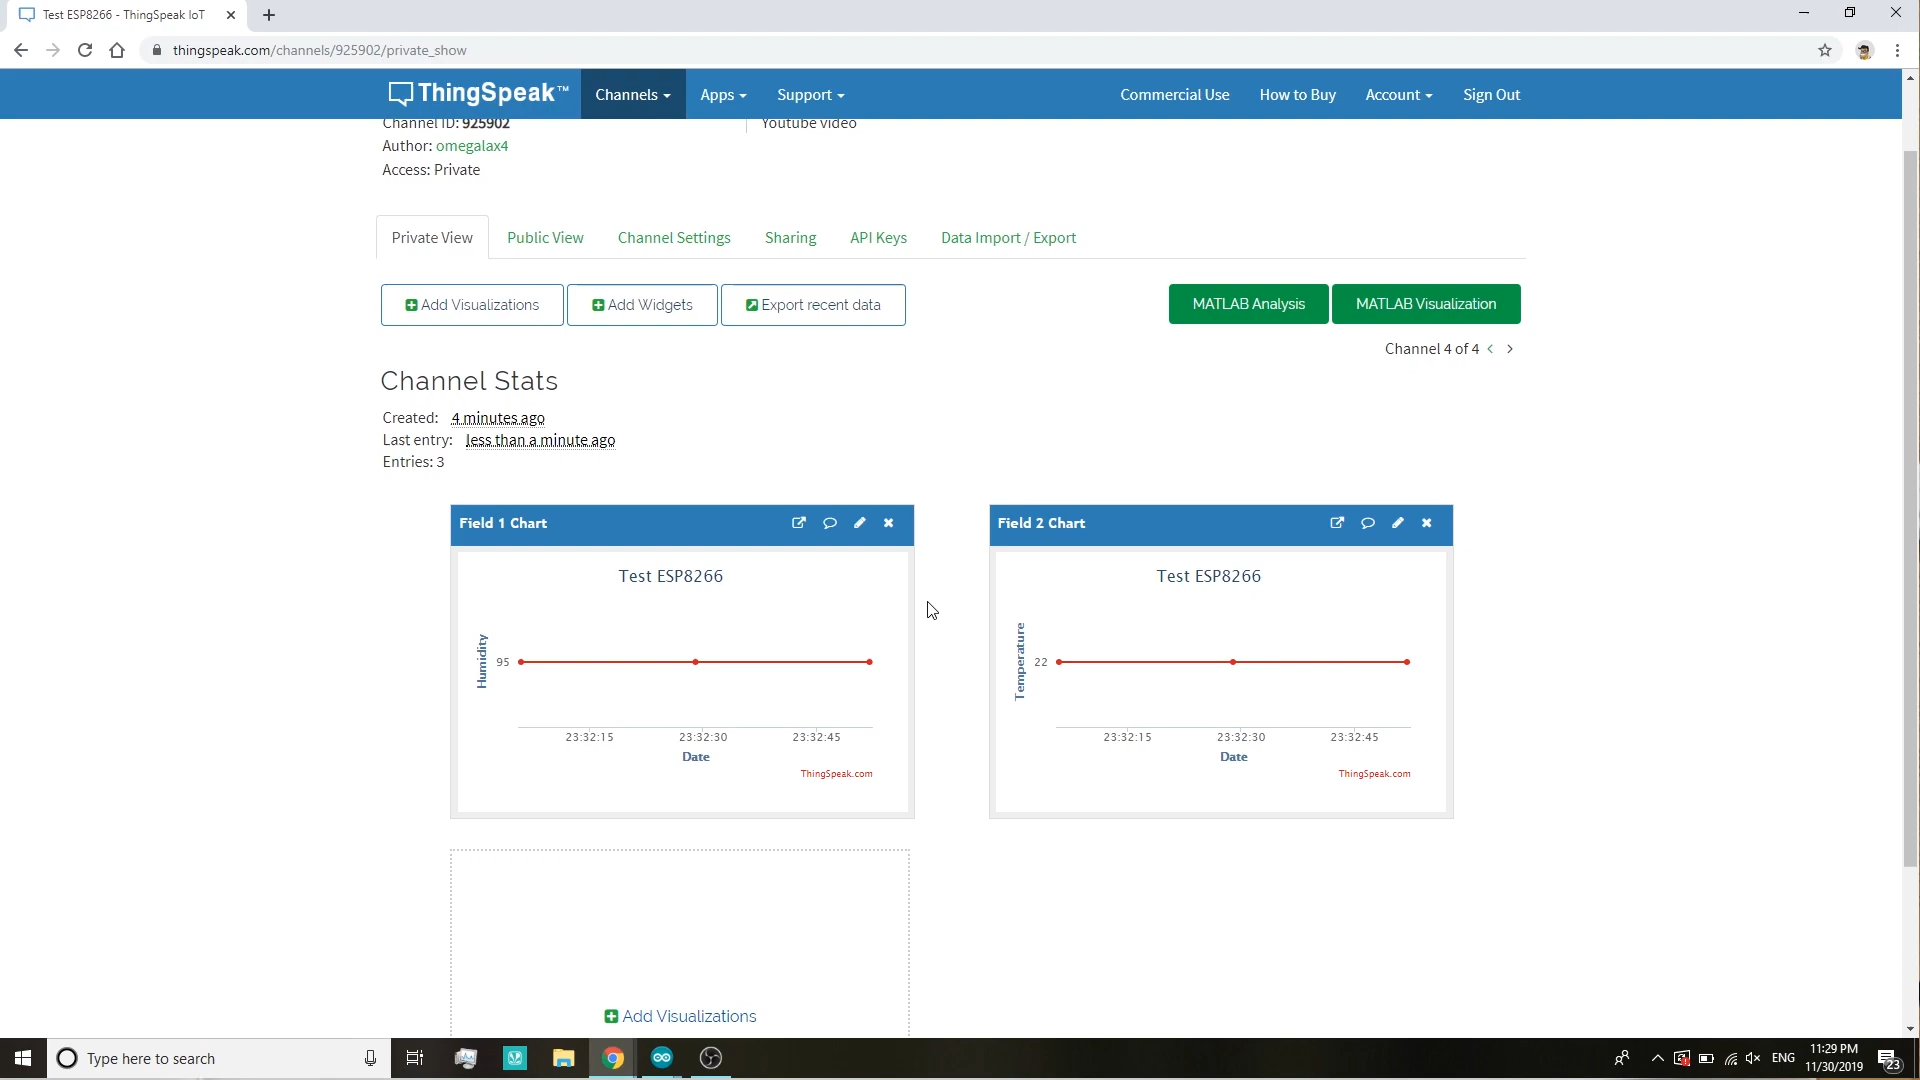 Test ESP8266 - ThingSpeak IoT
thingspeak.com/channels/925902/private_show
ThingSpeak™ Channels Apps Support Commercial Use How to Buy Account Sign Out
Channel ID: 925902 Youtube video
Author: omegalax4
Access: Private
Private View Public View Channel Settings Sharing API Keys Data Import / Export
Add Visualizations Add Widgets Export recent data MATLAB Analysis MATLAB Visualization
Channel 4 of 4 < >
Channel Stats
Created: 4 minutes ago
Last entry: less than a minute ago
Entries: 3
Field 1 Chart
Test ESP8266
Humidity
95
23:32:15 23:32:30 23:32:45
Date
ThingSpeak.com
Field 2 Chart
Test ESP8266
Temperature
22
23:32:15 23:32:30 23:32:45
Date
ThingSpeak.com
Add Visualizations
Type here to search
ENG
11:29 PM
11/30/2019
23